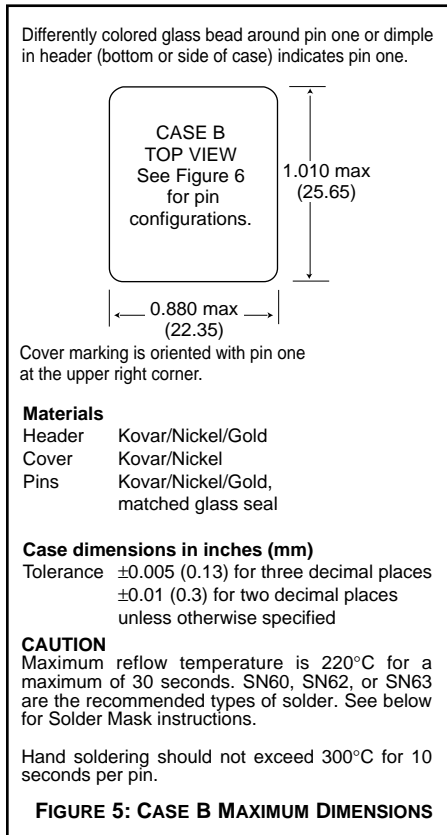 Differently colored glass bead around pin one or dimple
in header (bottom or side of case) indicates pin one.
CASE B
TOP VIEW
See Figure 6
for pin
configurations.
1.010 max
(25.65)
0.880 max
(22.35)
Cover marking is oriented with pin one
at the upper right corner.
Materials
Header Kovar/Nickel/Gold
Cover Kovar/Nickel
Pins Kovar/Nickel/Gold,
matched glass seal
Case dimensions in inches (mm)
Tolerance ±0.005 (0.13) for three decimal places
±0.01 (0.3) for two decimal places
unless otherwise specified
CAUTION
Maximum reflow temperature is 220°C for a
maximum of 30 seconds. SN60, SN62, or SN63
are the recommended types of solder. See below
for Solder Mask instructions.
Hand soldering should not exceed 300°C for 10
seconds per pin.
FIGURE 5: CASE B MAXIMUM DIMENSIONS